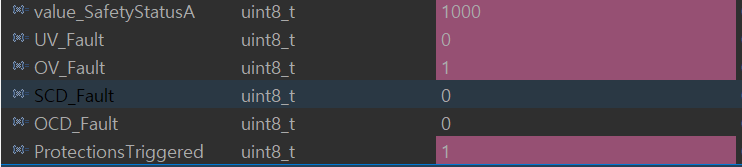 value_SafetyStatusA uint8_t 1000
UV_Fault uint8_t 0
OV_Fault uint8_t 1
SCD_Fault uint8_t 0
OCD_Fault uint8_t 0
ProtectionsTriggered uint8_t 1